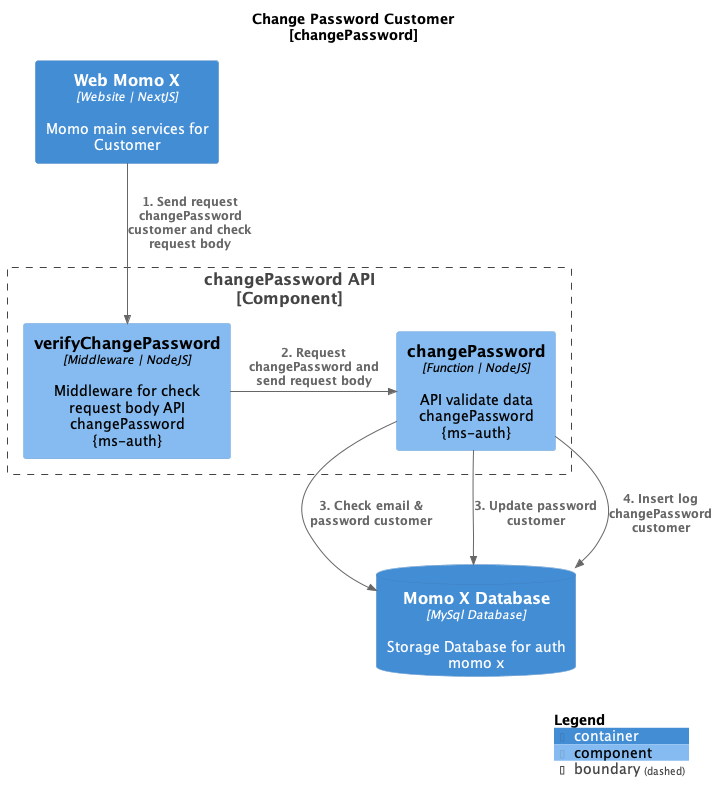 Change Password Customer
[changePassword]
Web Momo X
[Website | NextJS]
Momo main services for
Customer
1. Send request
changePassword
customer and check
request body
changePassword API
[Component]
verifyChangePassword
[Middleware | NodeJS]
Middleware for check
request body API
changePassword
{ms-auth}
2. Request
changePassword and
send request body
changePassword
[Function | NodeJS]
API validate data
changePassword
{ms-auth}
3. Check email &
password customer
3. Update password
customer
4. Insert log
changePassword
customer
Momo X Database
[MySql Database]
Storage Database for auth
momo x
Legend
container
component
boundary (dashed)